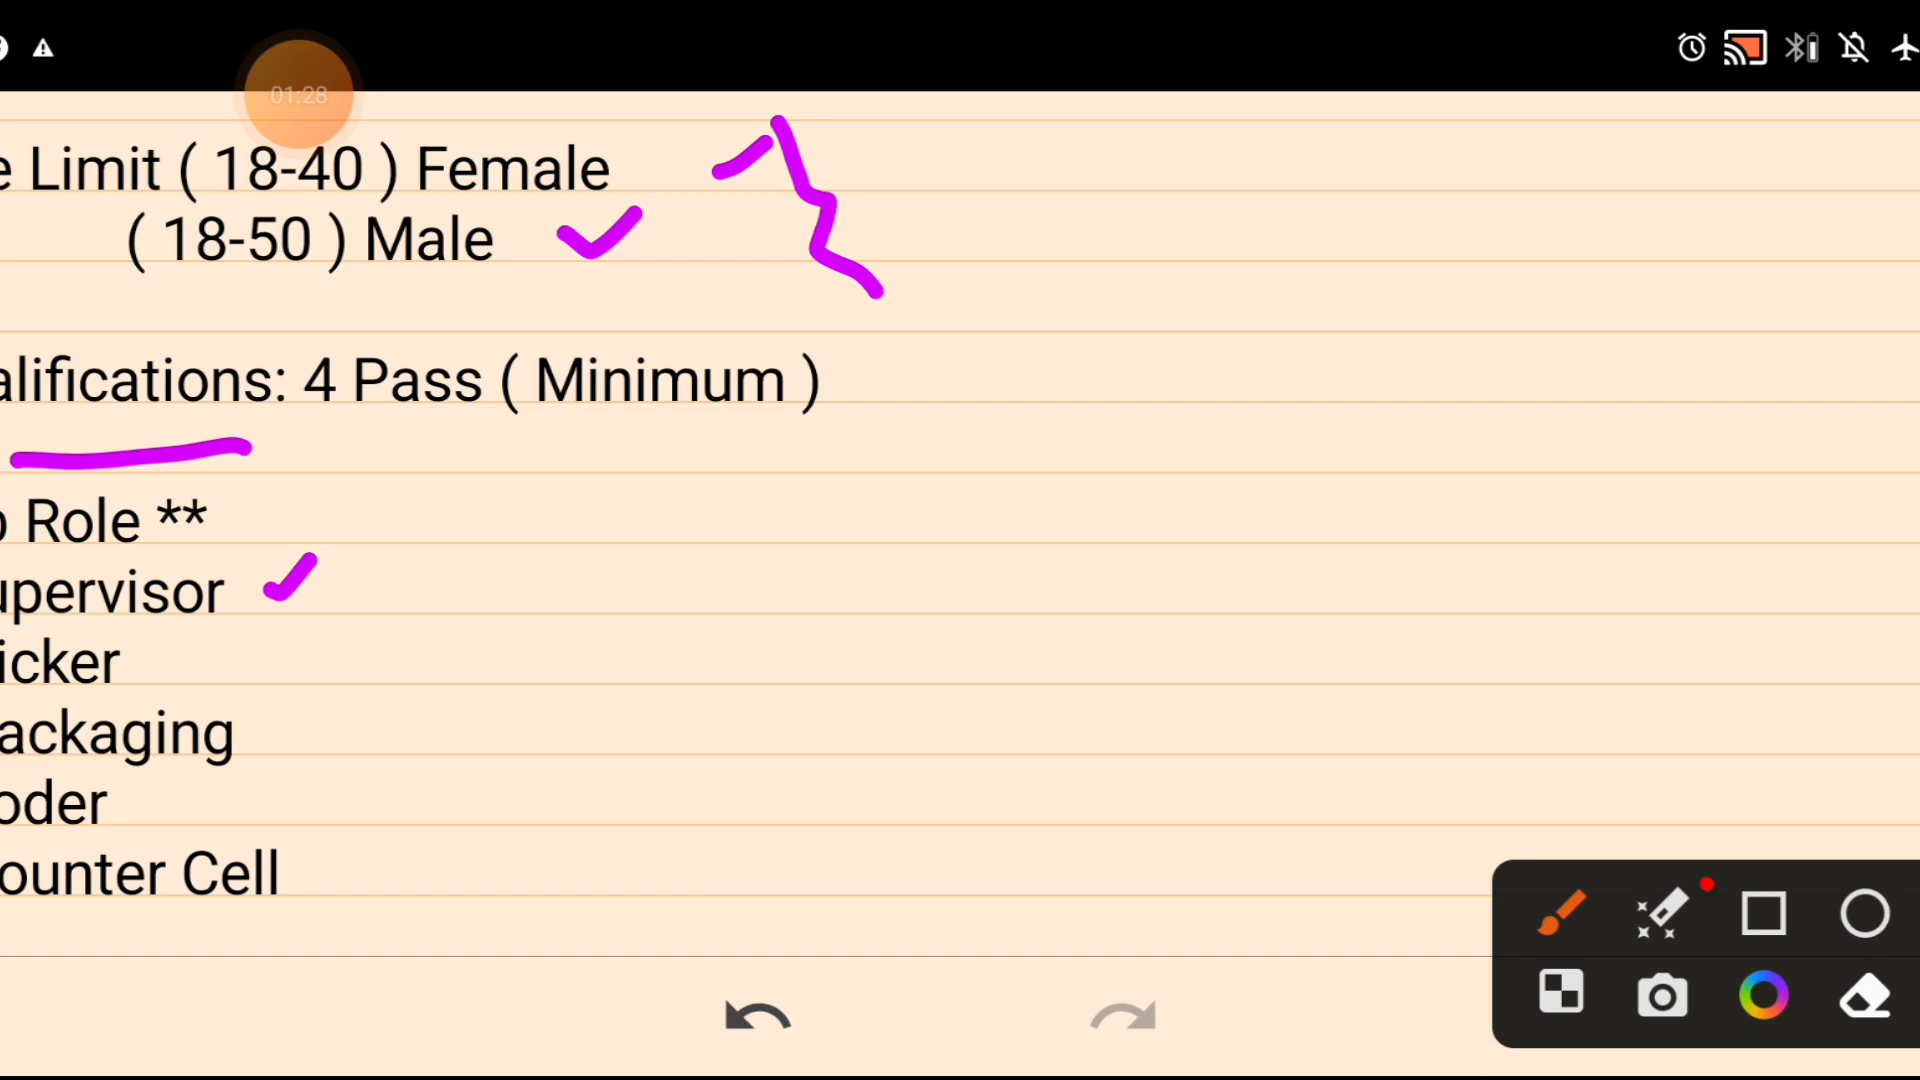 01:28
e Limit ( 18-40 ) Female
( 18-50 ) Male
alifications: 4 Pass ( Minimum )
Role **
upervisor
icker
ackaging
oder
ounter Cell